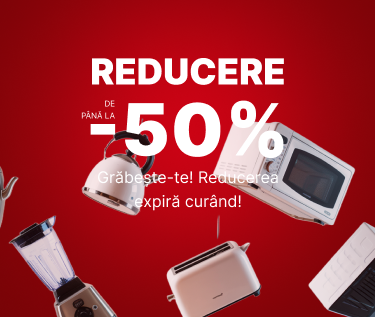 REDUCERE
DE
PÂNĂ LA
-50%
Grăbește-te! Reducerea
expiră curând!